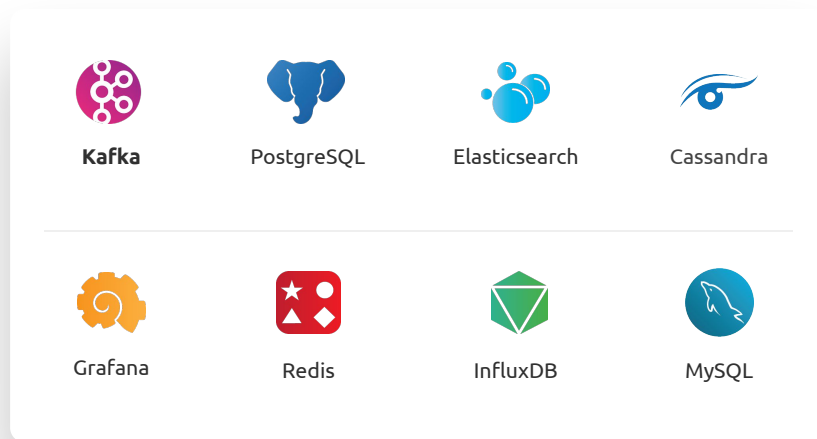 Kafka
PostgreSQL
Elasticsearch
Cassandra
Grafana
Redis
InfluxDB
MySQL